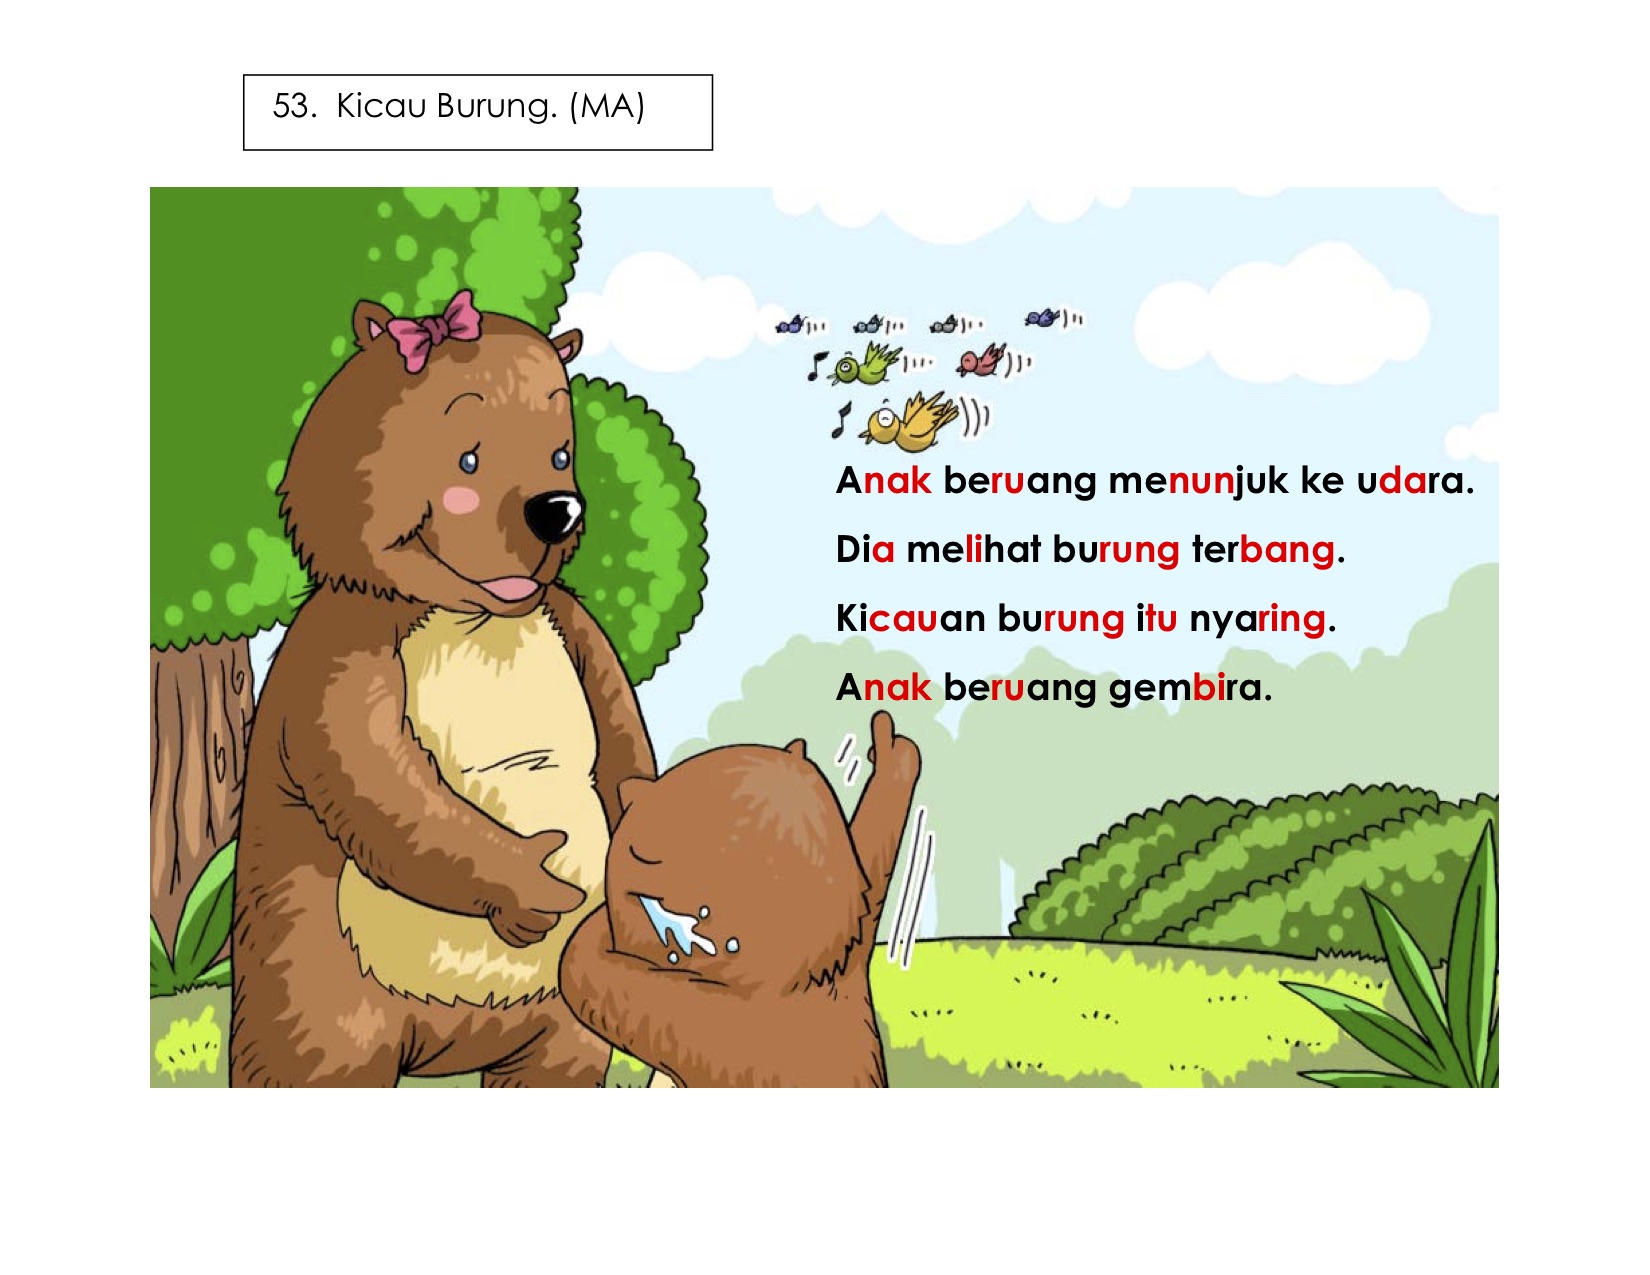 53. Kicau Burung. (MA)
Anak beruang menunjuk ke udara.
Dia melihat burung terbang.
Kicauan burung itu nyaring.
Anak beruang gembira.